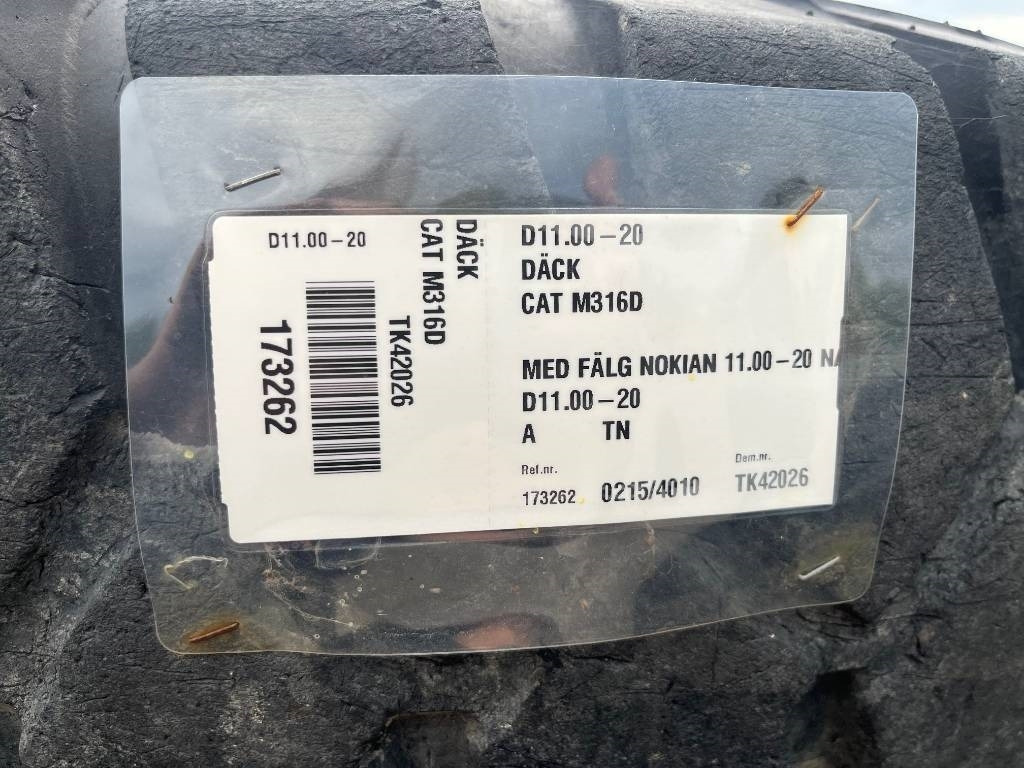 D11.00-20
DÄCK
CAT M316D
TK42026
173262
D11.00-20
DÄCK
CAT M316D
MED FÄLG NOKIAN 11.00-20
D11.00-20
A TN
Ref.nr.
Dem.nr.
173262 0215/4010 TK42026